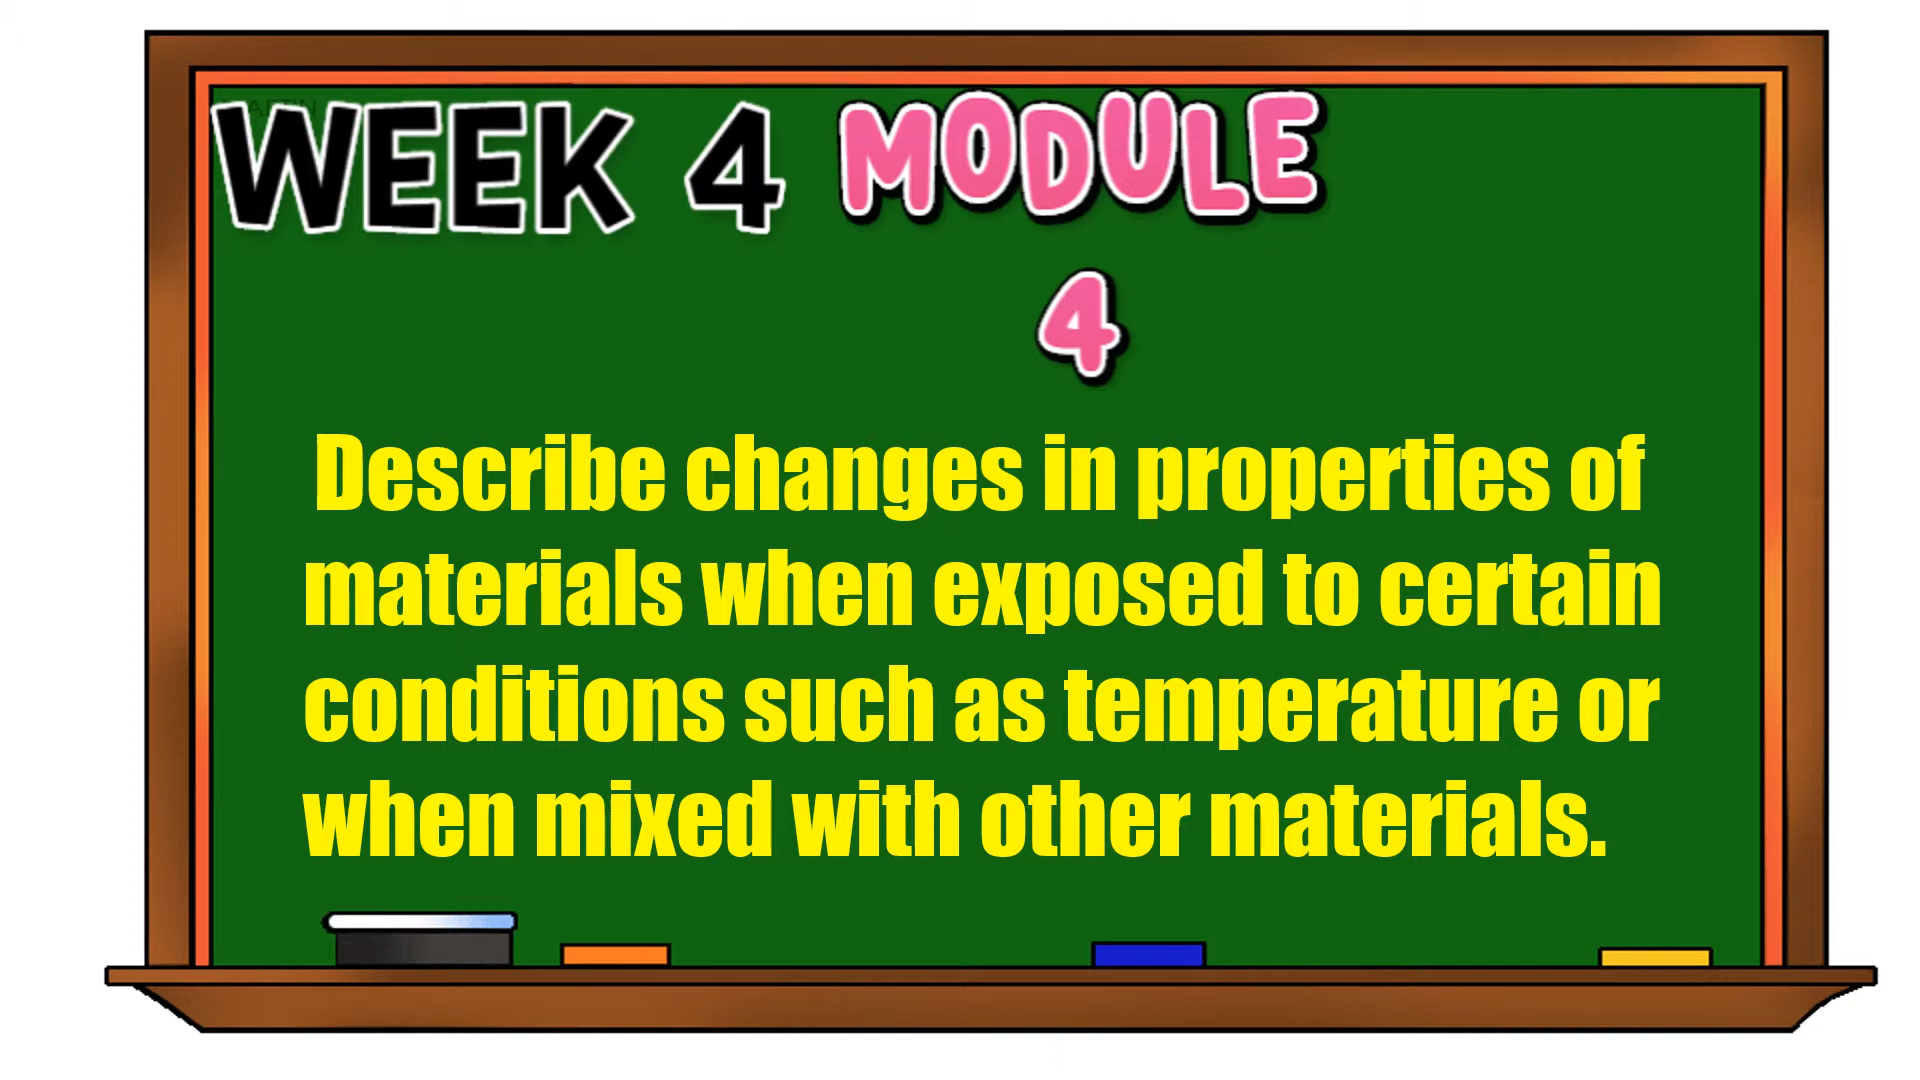 WEEK 4 MODULE
4
Describe changes in properties of
materials when exposed to certain
conditions such as temperature or
when mixed with other materials.